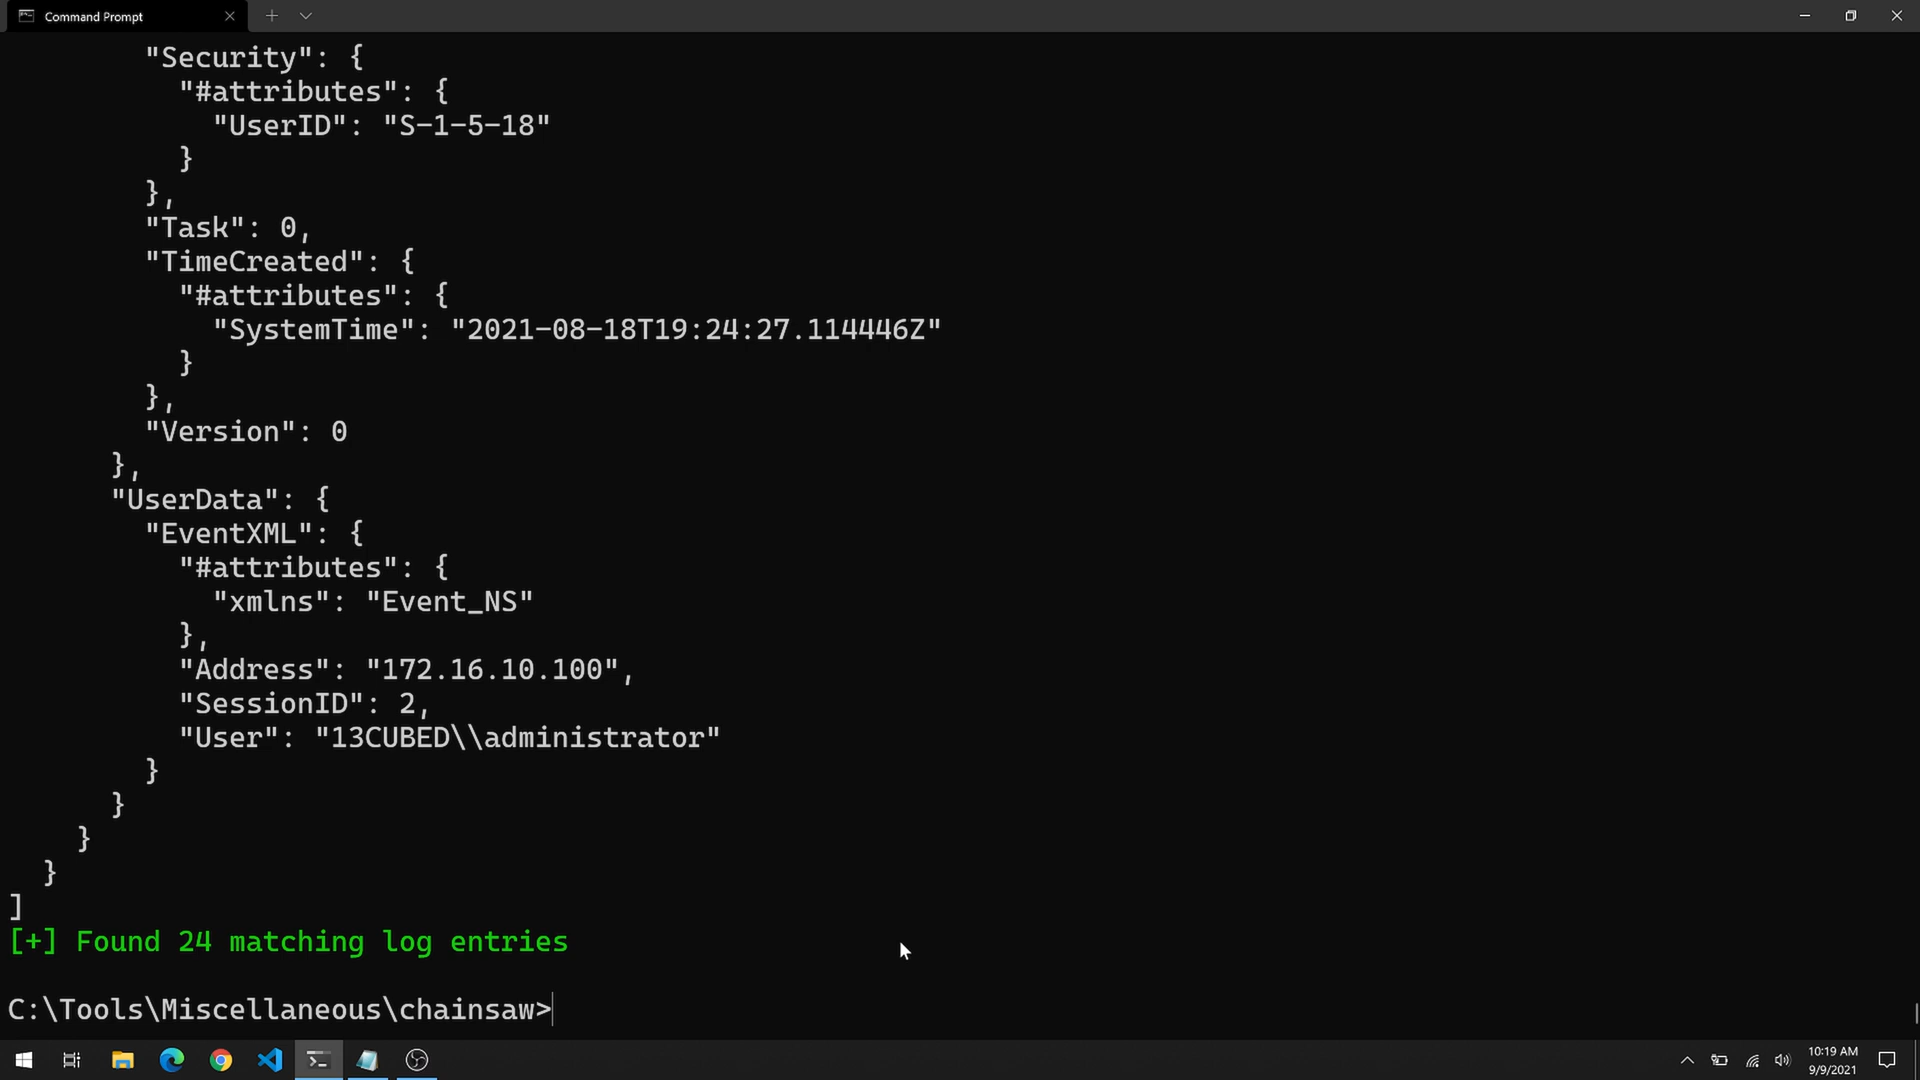 Command Prompt
"Security": {
"#attributes": {
"UserID": "S-1-5-18"
}
},
"Task": 0,
"TimeCreated": {
"#attributes": {
"SystemTime": "2021-08-18T19:24:27.114446Z"
}
},
"Version": 0
},
"UserData": {
"EventXML": {
"#attributes": {
"xmlns": "Event_NS"
},
"Address": "172.16.10.100",
"SessionID": 2,
"User": "13CUBED\\administrator"
}
}
}
}
]
[+] Found 24 matching log entries
C:\Tools\Miscellaneous\chainsaw>
10:19 AM
9/9/2021